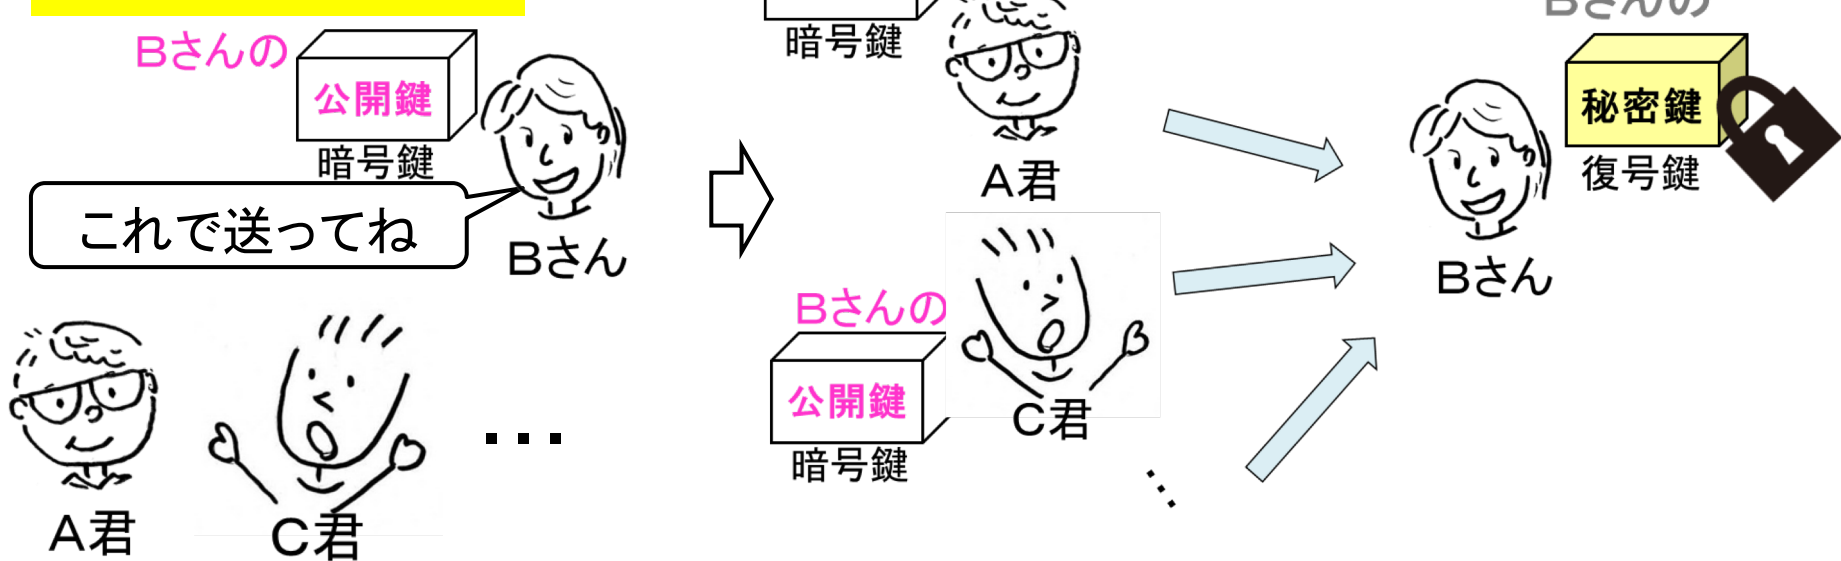 Bさんの
公開鍵
暗号鍵
これで送ってね
Bさん
A君
C君
...
暗号鍵
A君
Bさんの
公開鍵
暗号鍵
C君
...
Bさんの
秘密鍵
復号鍵
Bさん